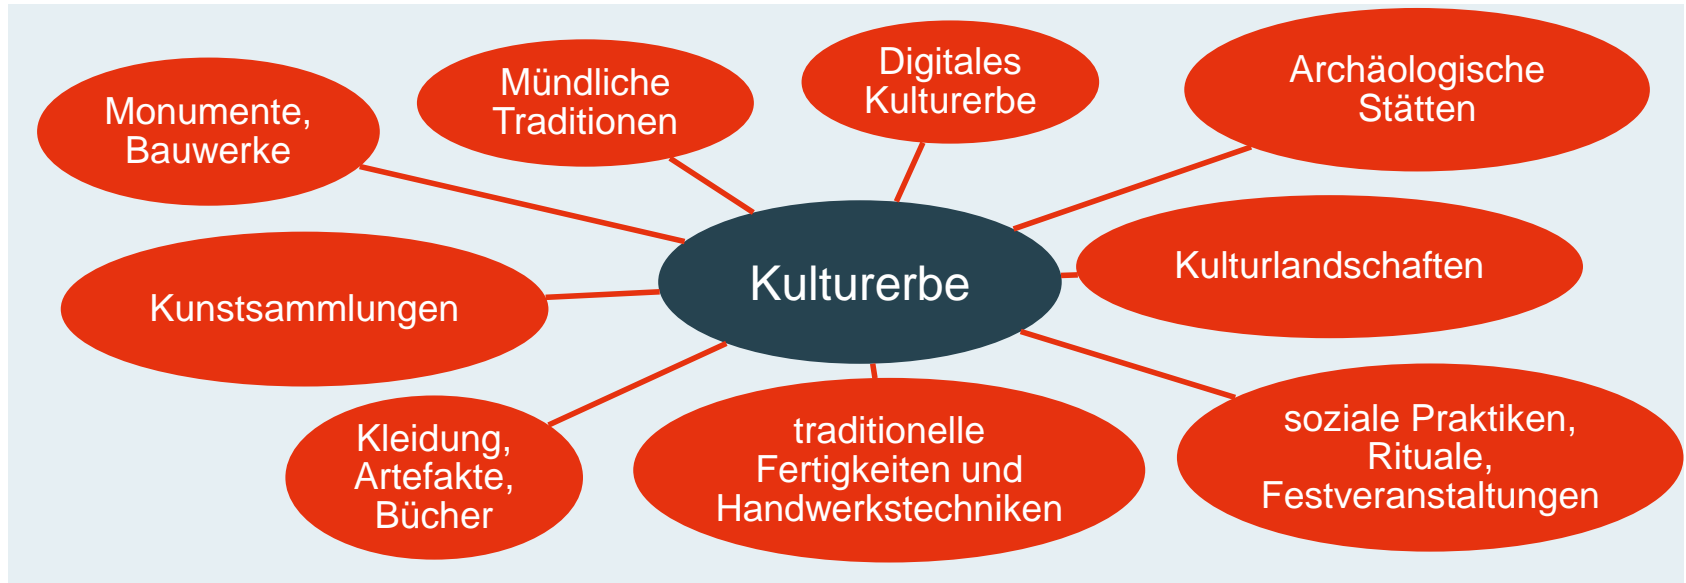 Monumente,
Bauwerke
Mündliche
Traditionen
Digitales
Kulturerbe
Archäologische
Stätten
Kunstsammlungen
Kulturerbe
Kulturlandschaften
Kleidung,
Artefakte,
Bücher
traditionelle
Fertigkeiten und
Handwerkstechniken
soziale Praktiken,
Rituale,
Festveranstaltungen